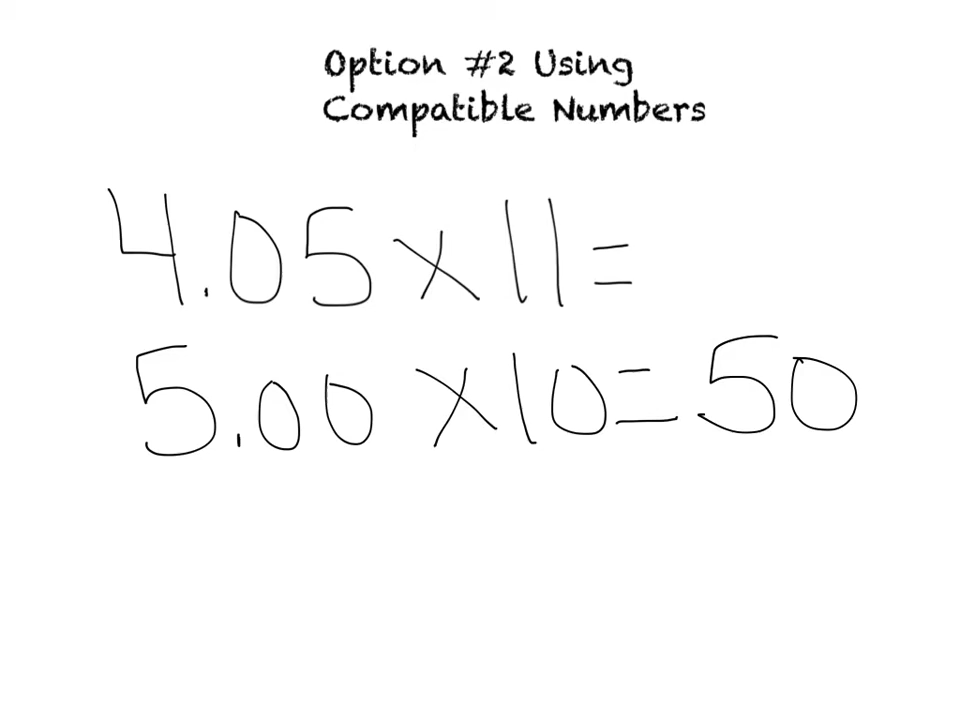 Option #2 Using
Compatible Numbers
4.05 × 11 =
5.00 × 10 = 50